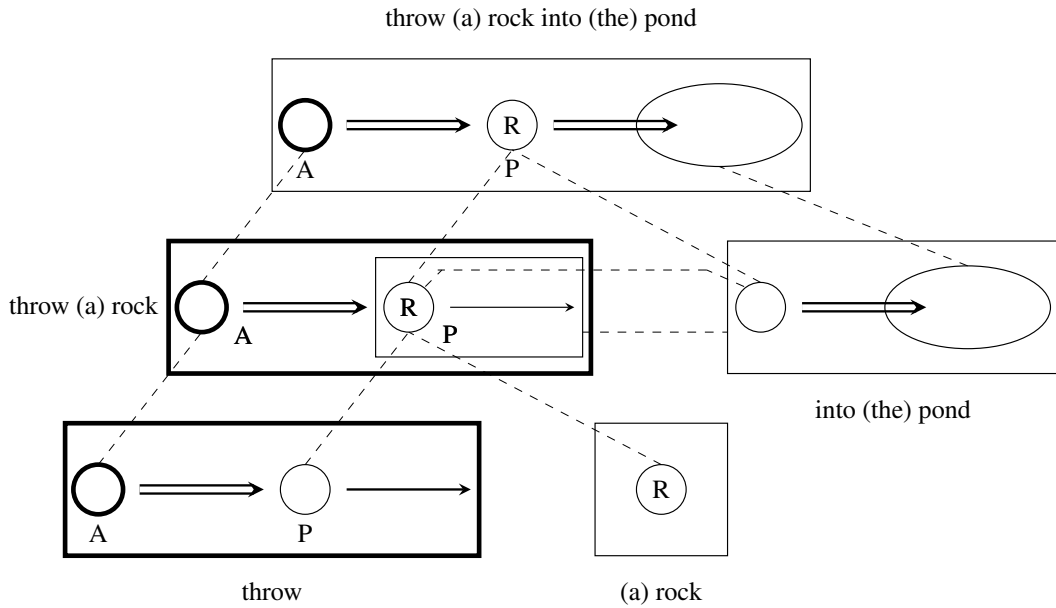 throw (a) rock into (the) pond
R
A
P
throw (a) rock
R
A
P
into (the) pond
R
A
P
throw
(a) rock